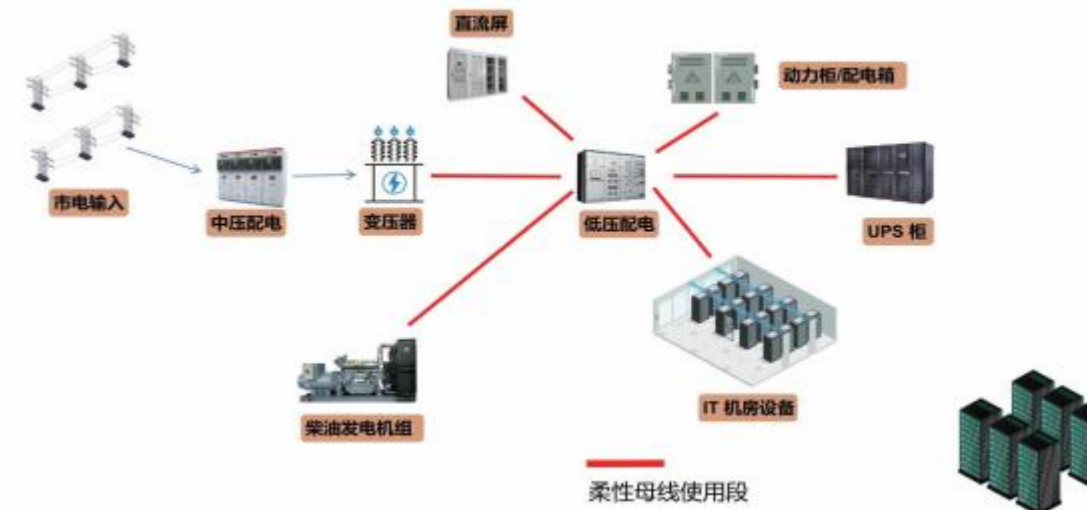 直流屏
动力柜/配电箱
市电输入
中压配电
变压器
低压配电
UPS 柜
柴油发电机组
IT 机房设备
柔性母线使用段